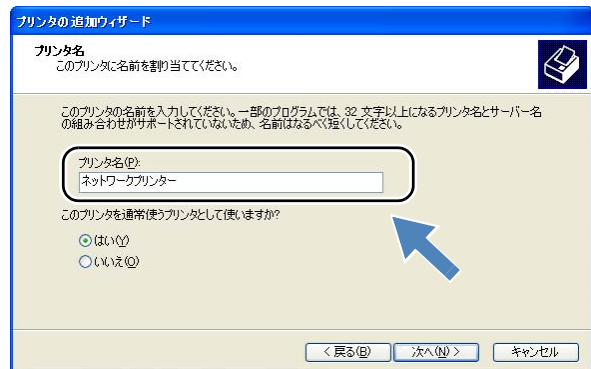 プリンタの追加ウィザード
プリンタ名
このプリンタに名前を割り当ててください。
このプリンタの名前を入力してください。一部のプログラムでは、32 文字以上になるプリンタ名とサーバー名
の組み合わせがサポートされていないため、名前はなるべく短くしてください。
プリンタ名(P):
ネットワークプリンター
このプリンタを通常使うプリンタとして使いますか?
はい(Y)
いいえ(O)
< 戻る(B)
次へ(N) >
キャンセル